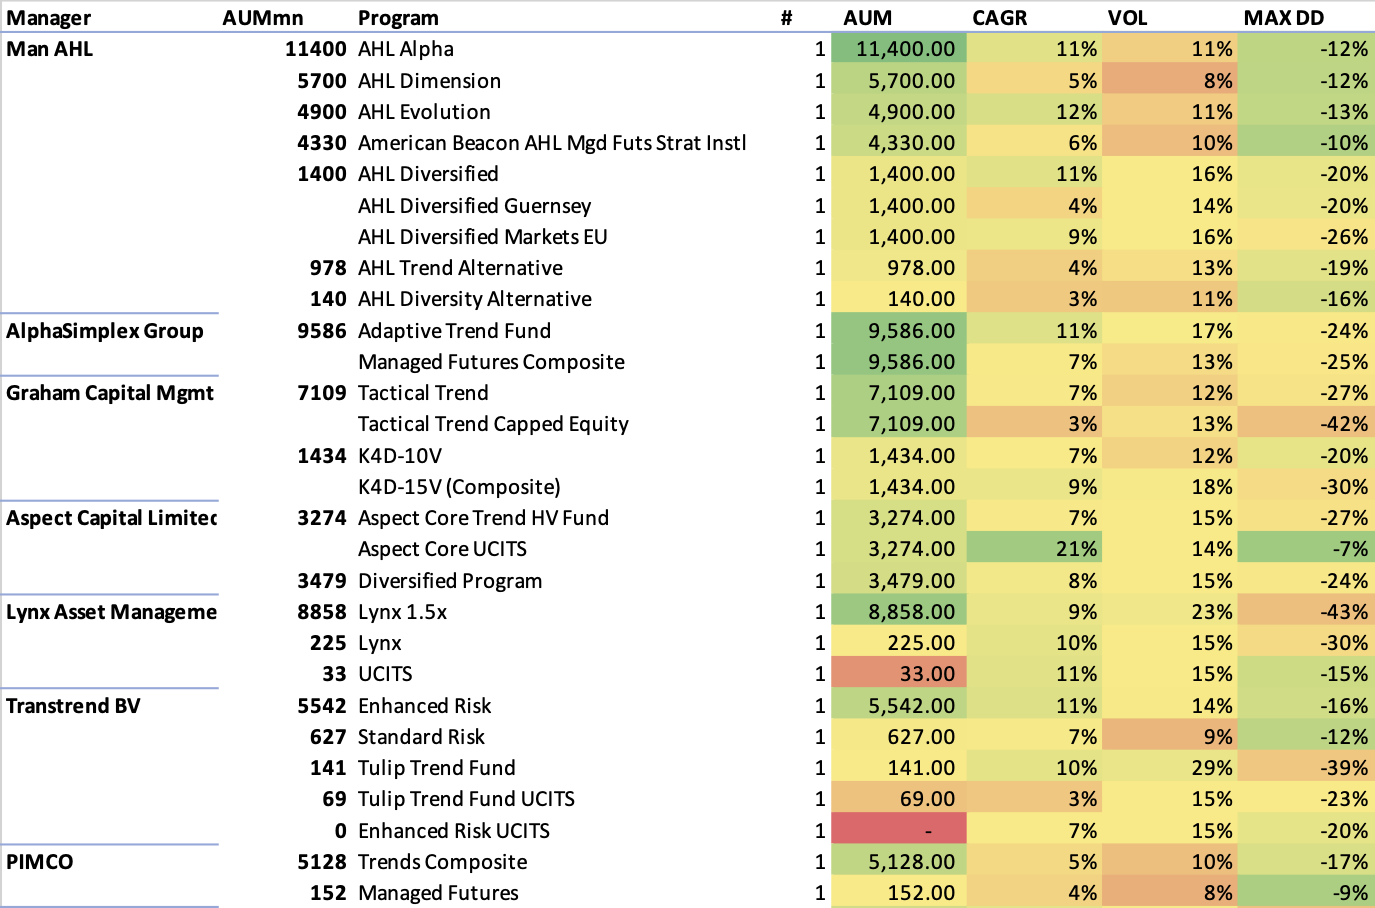 Manager AUMmn Program # AUM CAGR VOL MAX DD
Man AHL 11400 AHL Alpha 1 11,400.00 11% 11% -12%
5700 AHL Dimension 1 5,700.00 5% 8% -12%
4900 AHL Evolution 1 4,900.00 12% 11% -13%
4330 American Beacon AHL Mgd Futs Strat Instl 1 4,330.00 6% 10% -10%
1400 AHL Diversified 1 1,400.00 11% 16% -20%
AHL Diversified Guernsey 1 1,400.00 4% 14% -20%
AHL Diversified Markets EU 1 1,400.00 9% 16% -26%
978 AHL Trend Alternative 1 978.00 4% 13% -19%
140 AHL Diversity Alternative 1 140.00 3% 11% -16%
AlphaSimplex Group 9586 Adaptive Trend Fund 1 9,586.00 11% 17% -24%
Managed Futures Composite 1 9,586.00 7% 13% -25%
Graham Capital Mgmt 7109 Tactical Trend 1 7,109.00 7% 12% -27%
Tactical Trend Capped Equity 1 7,109.00 3% 13% -42%
1434 K4D-10V 1 1,434.00 7% 12% -20%
K4D-15V (Composite) 1 1,434.00 9% 18% -30%
Aspect Capital Limitec 3274 Aspect Core Trend HV Fund 1 3,274.00 7% 15% -27%
Aspect Core UCITS 1 3,274.00 21% 14% -7%
3479 Diversified Program 1 3,479.00 8% 15% -24%
Lynx Asset Manageme 8858 Lynx 1.5x 1 8,858.00 9% 23% -43%
225 Lynx 1 225.00 10% 15% -30%
33 UCITS 1 33.00 11% 15% -15%
Transtrend BV 5542 Enhanced Risk 1 5,542.00 11% 14% -16%
627 Standard Risk 1 627.00 7% 9% -12%
141 Tulip Trend Fund 1 141.00 10% 29% -39%
69 Tulip Trend Fund UCITS 1 69.00 3% 15% -23%
0 Enhanced Risk UCITS 1 - 7% 15% -20%
PIMCO 5128 Trends Composite 1 5,128.00 5% 10% -17%
152 Managed Futures 1 152.00 4% 8% -9%